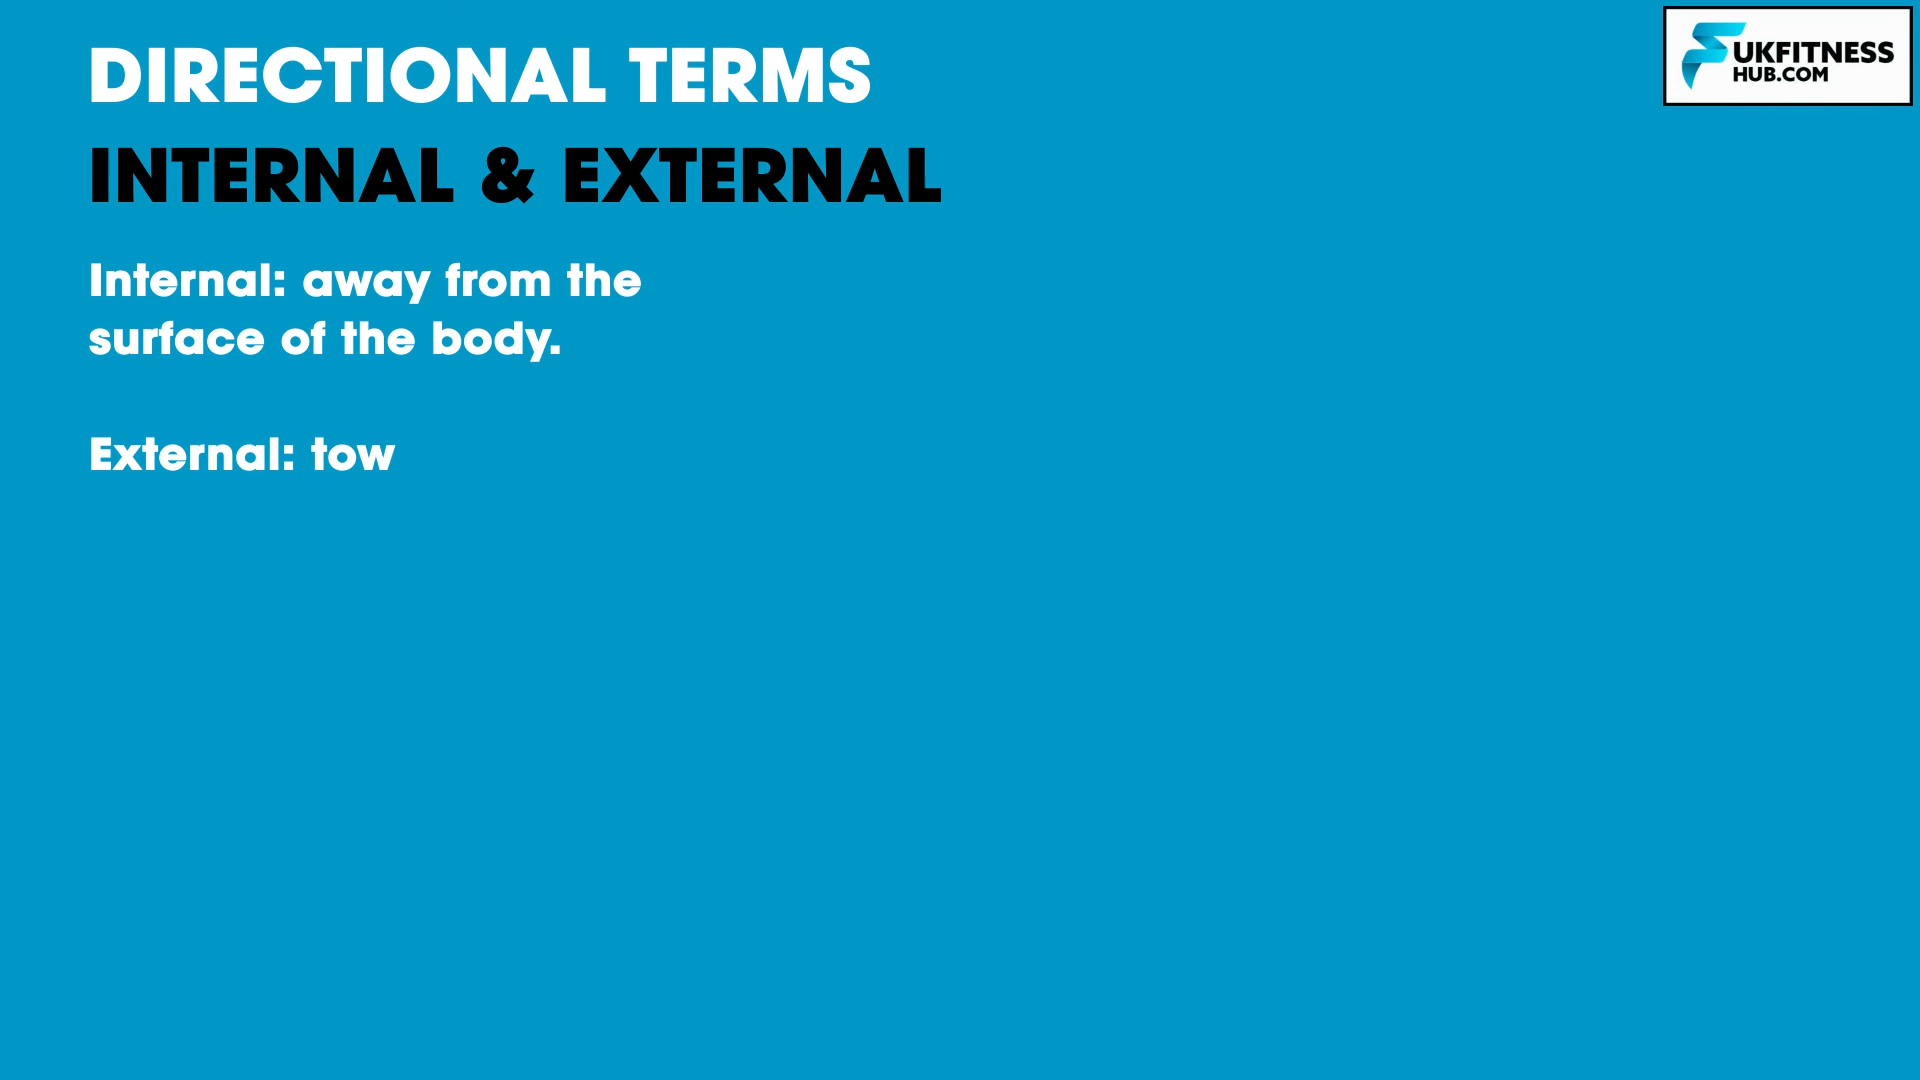 DIRECTIONAL TERMS
INTERNAL & EXTERNAL
Internal: away from the
surface of the body.
External: tow
UKFITNESS
HUB.COM